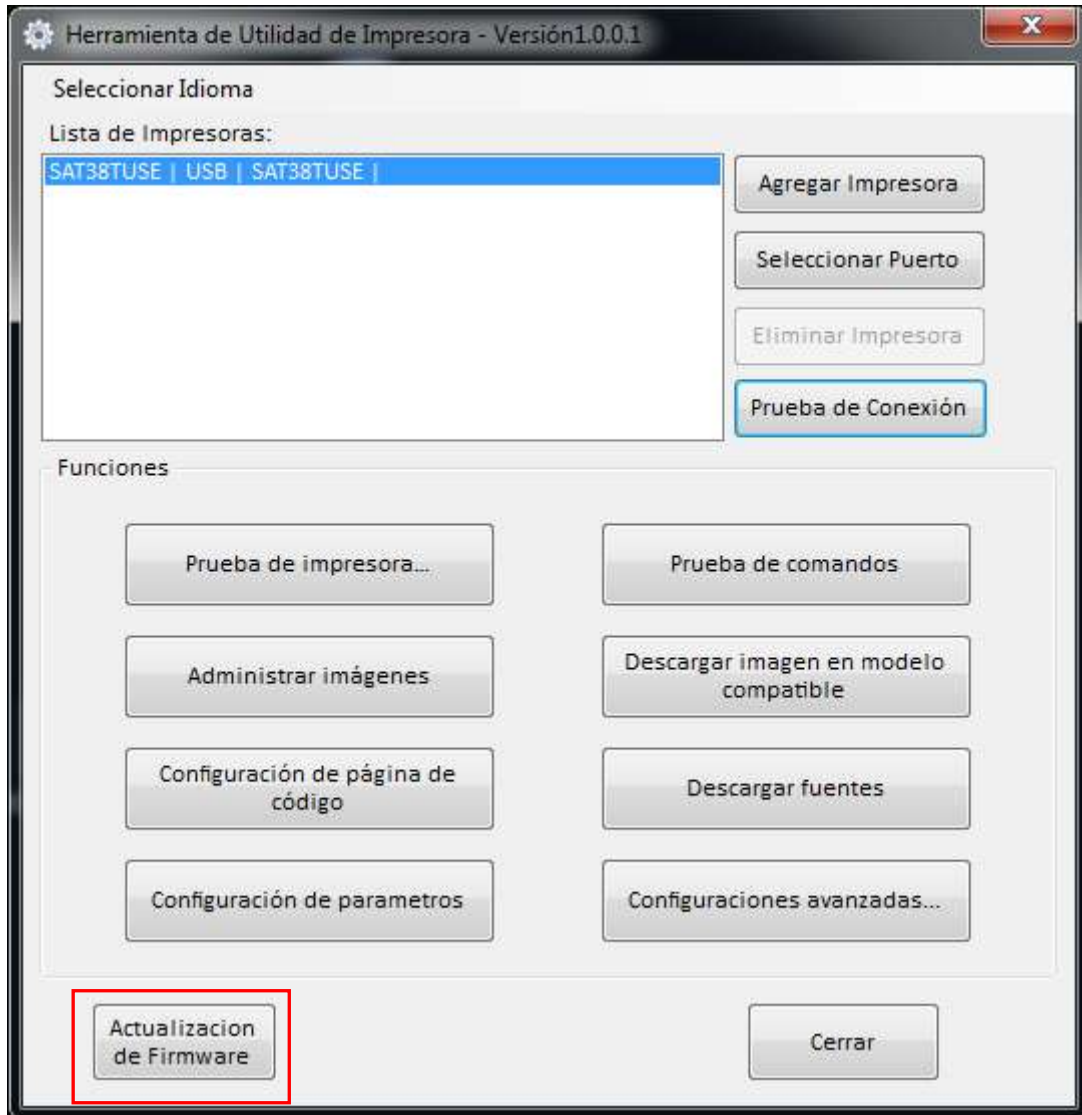 Herramienta de Utilidad de Impresora - Versión1.0.0.1
Seleccionar Idioma
Lista de Impresoras:
SAT38TUSE | USB | SAT38TUSE |
Agregar Impresora
Seleccionar Puerto
Eliminar Impresora
Prueba de Conexión
Funciones
Prueba de impresora...
Prueba de comandos
Administrar imágenes
Descargar imagen en modelo
compatible
Configuración de página de
código
Descargar fuentes
Configuración de parametros
Configuraciones avanzadas...
Actualizacion
de Firmware
Cerrar